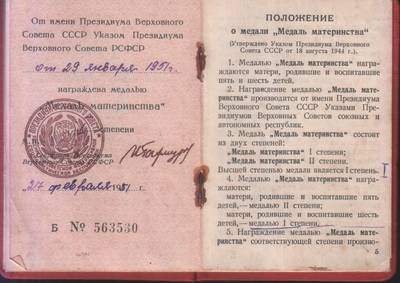 От имени Президиума Верховного
Совета СССР Указом Президиума
Верховного Совета РСФСР
от 29 января 1951 г.
награждена медалью
„Медаль материнства“
степени
Президиума
Верховного Совета
27 февраля 1951 г.
Б № 563530
ПОЛОЖЕНИЕ
о медали „Медаль материнства“
(Утверждено Указом Президиума Верховного
Совета СССР от 18 августа 1944 г.).
1. Медалью „Медаль материнства“ награ-
ждаются матери, родившие и воспитавшие
пять и шесть детей.
2. Награждение медалью „Медаль мате-
ринства“ производится от имени Президиума
Верховного Совета СССР Указами Пре-
зидиумов Верховных Советов союзных и
автономных республик.
3. Медаль „Медаль материнства“ состоит
из двух степеней:
„Медаль материнства“ I степени;
„Медаль материнства“ II степени.
Высшей степенью медали является I степень.
I
4. Медалью „Медаль материнства“ награ-
ждаются:
матери, родившие и воспитавшие пять
детей,—медалью II степени;
матери, родившие и воспитавшие шесть
детей,—медалью I степени.
5. Награждение медалью „Медаль мате-
ринства“ соответствующей степени произво-
5